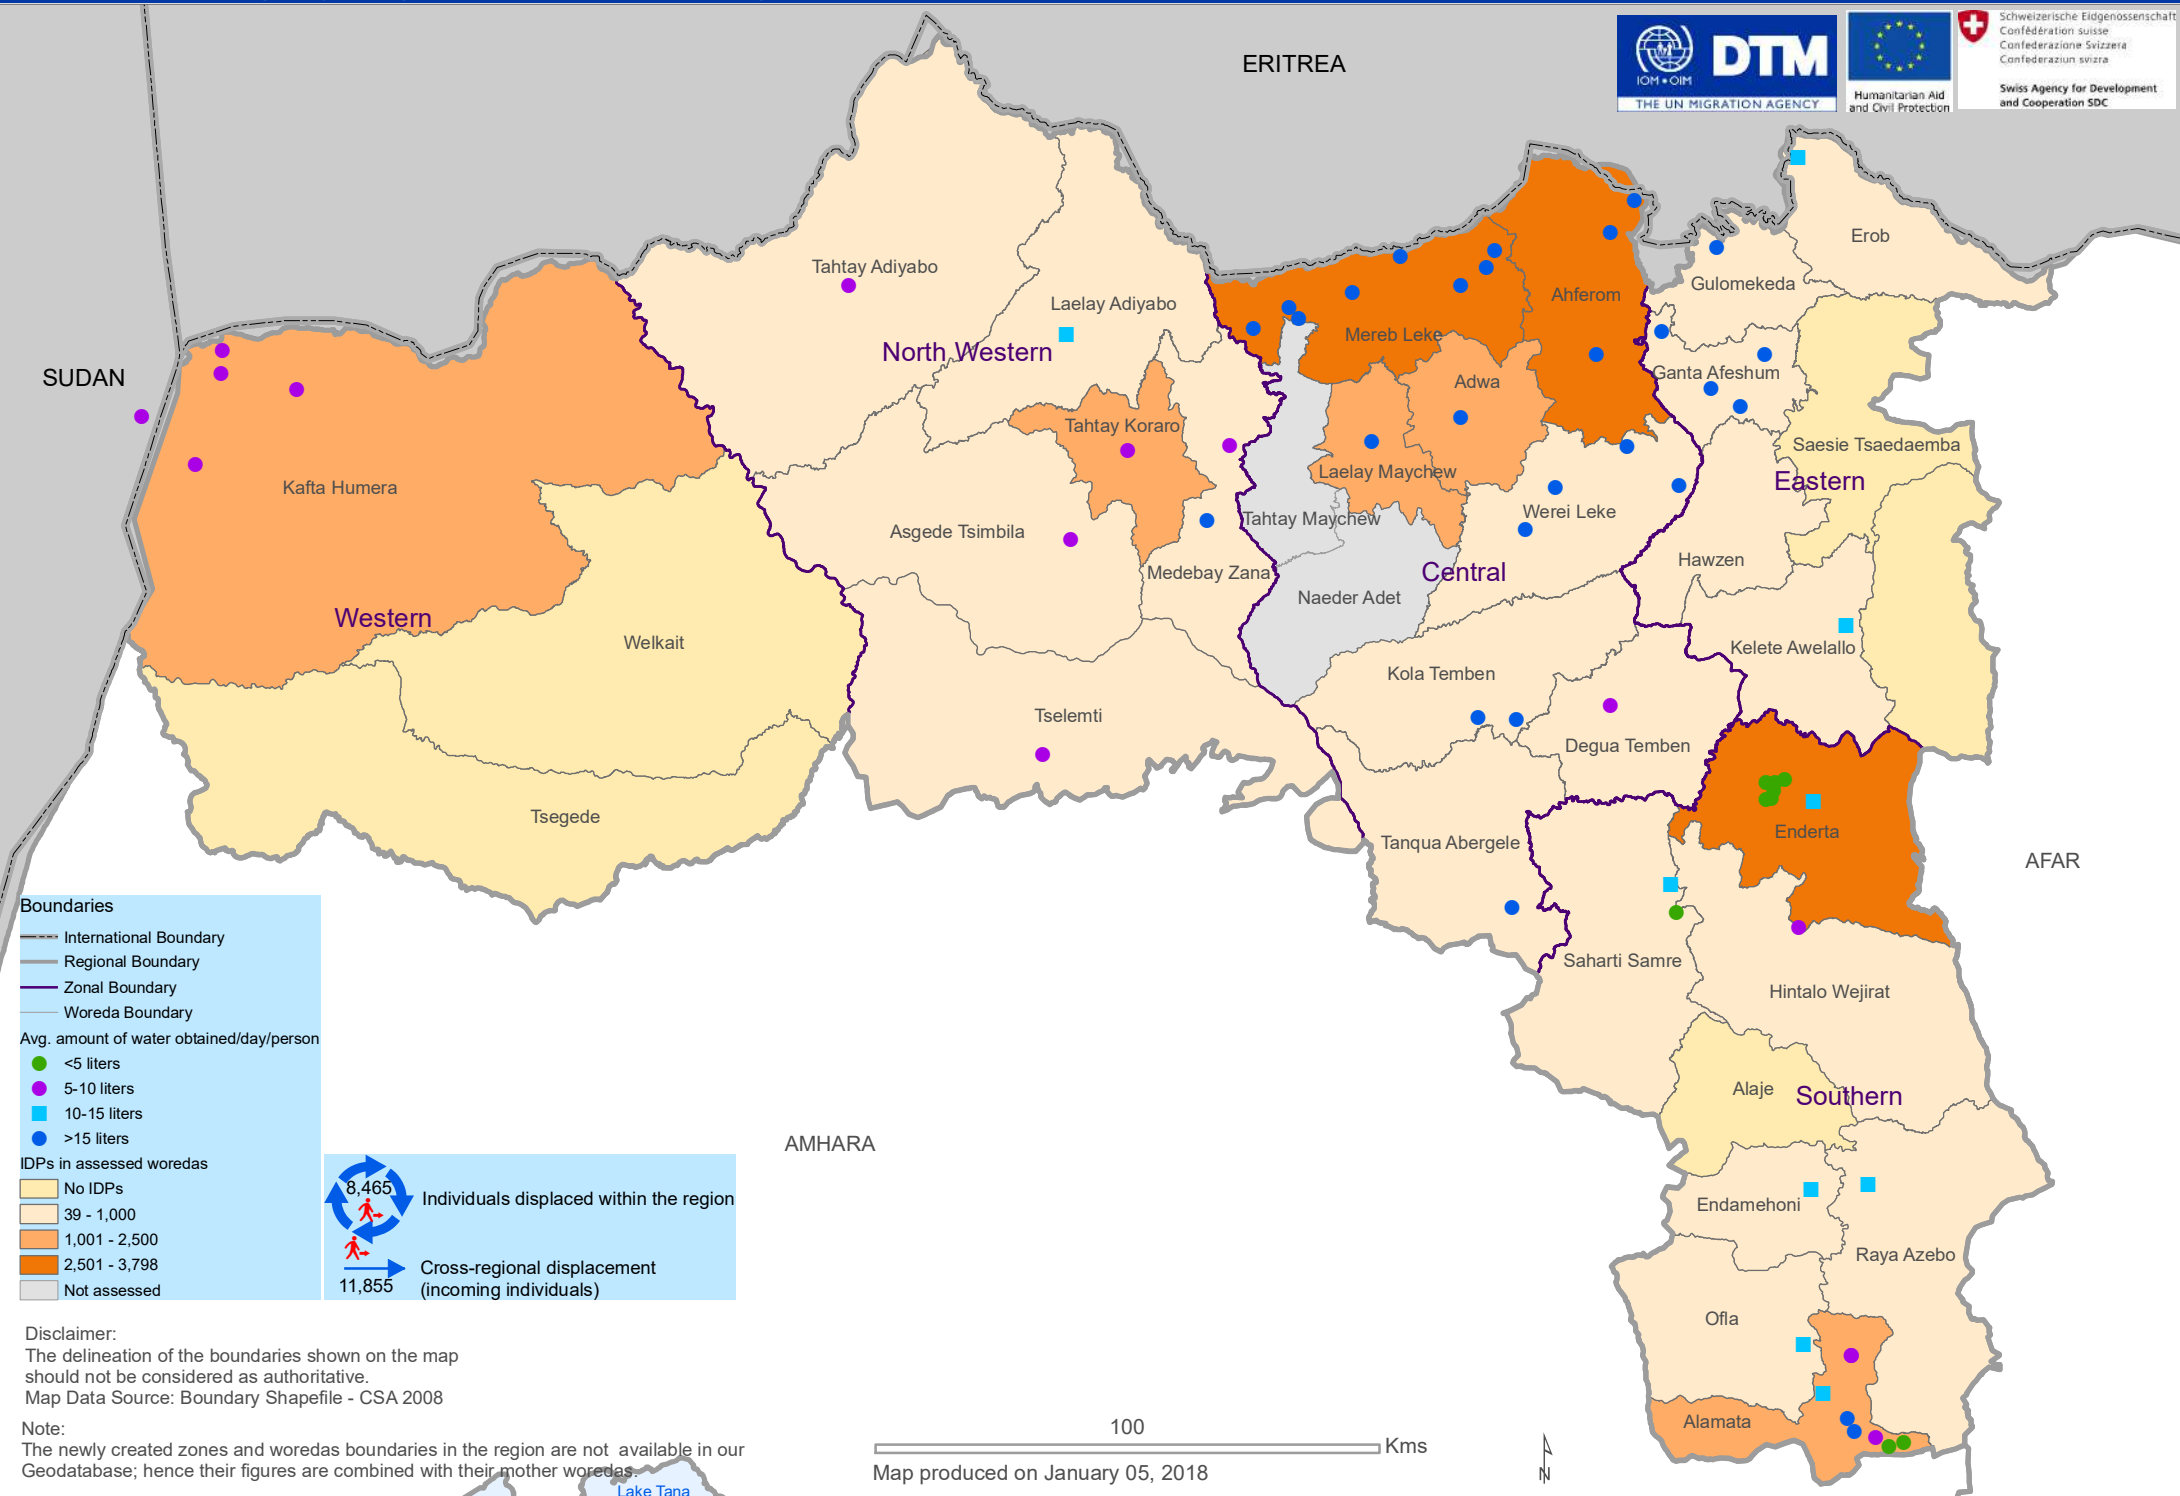 ERITREA
IOM • OIM
DTM
THE UN MIGRATION AGENCY
Humanitarian Aid
and Civil Protection
Schweizerische Eidgenossenschaft
Confédération suisse
Confederazione Svizzera
Confederaziun svizra
Swiss Agency for Development
and Cooperation SDC
Erob
Tahtay Adiyabo
Gulomekeda
Ahferom
Laelay Adiyabo
Mereb Leke
North Western
SUDAN
Ganta Afeshum
Adwa
Tahtay Koraro
Saesie Tsaedaemba
Laelay Maychew
Eastern
Kafta Humera
Werei Leke
Tahtay Maychew
Asgede Tsimbila
Hawzen
Medebay Zana
Central
Naeder Adet
Western
Welkait
Kelete Awelallo
Kola Temben
Tselemti
Degua Temben
Tsegede
Enderta
Tanqua Abergele
AFAR
Saharti Samre
Hintalo Wejirat
Alaje
Southern
AMHARA
Endamehoni
Raya Azebo
Ofla
Alamata
Boundaries
International Boundary
Regional Boundary
Zonal Boundary
Woreda Boundary
Avg. amount of water obtained/day/person
<5 liters
5-10 liters
10-15 liters
>15 liters
IDPs in assessed woredas
No IDPs
39 - 1,000
1,001 - 2,500
2,501 - 3,798
Not assessed
8,465
Individuals displaced within the region
Cross-regional displacement
11,855
(incoming individuals)
Disclaimer:
The delineation of the boundaries shown on the map
should not be considered as authoritative.
Map Data Source: Boundary Shapefile - CSA 2008
Note:
The newly created zones and woredas boundaries in the region are not available in our
Geodatabase; hence their figures are combined with their mother woredas.
Lake Tana
100
Kms
Map produced on January 05, 2018
N